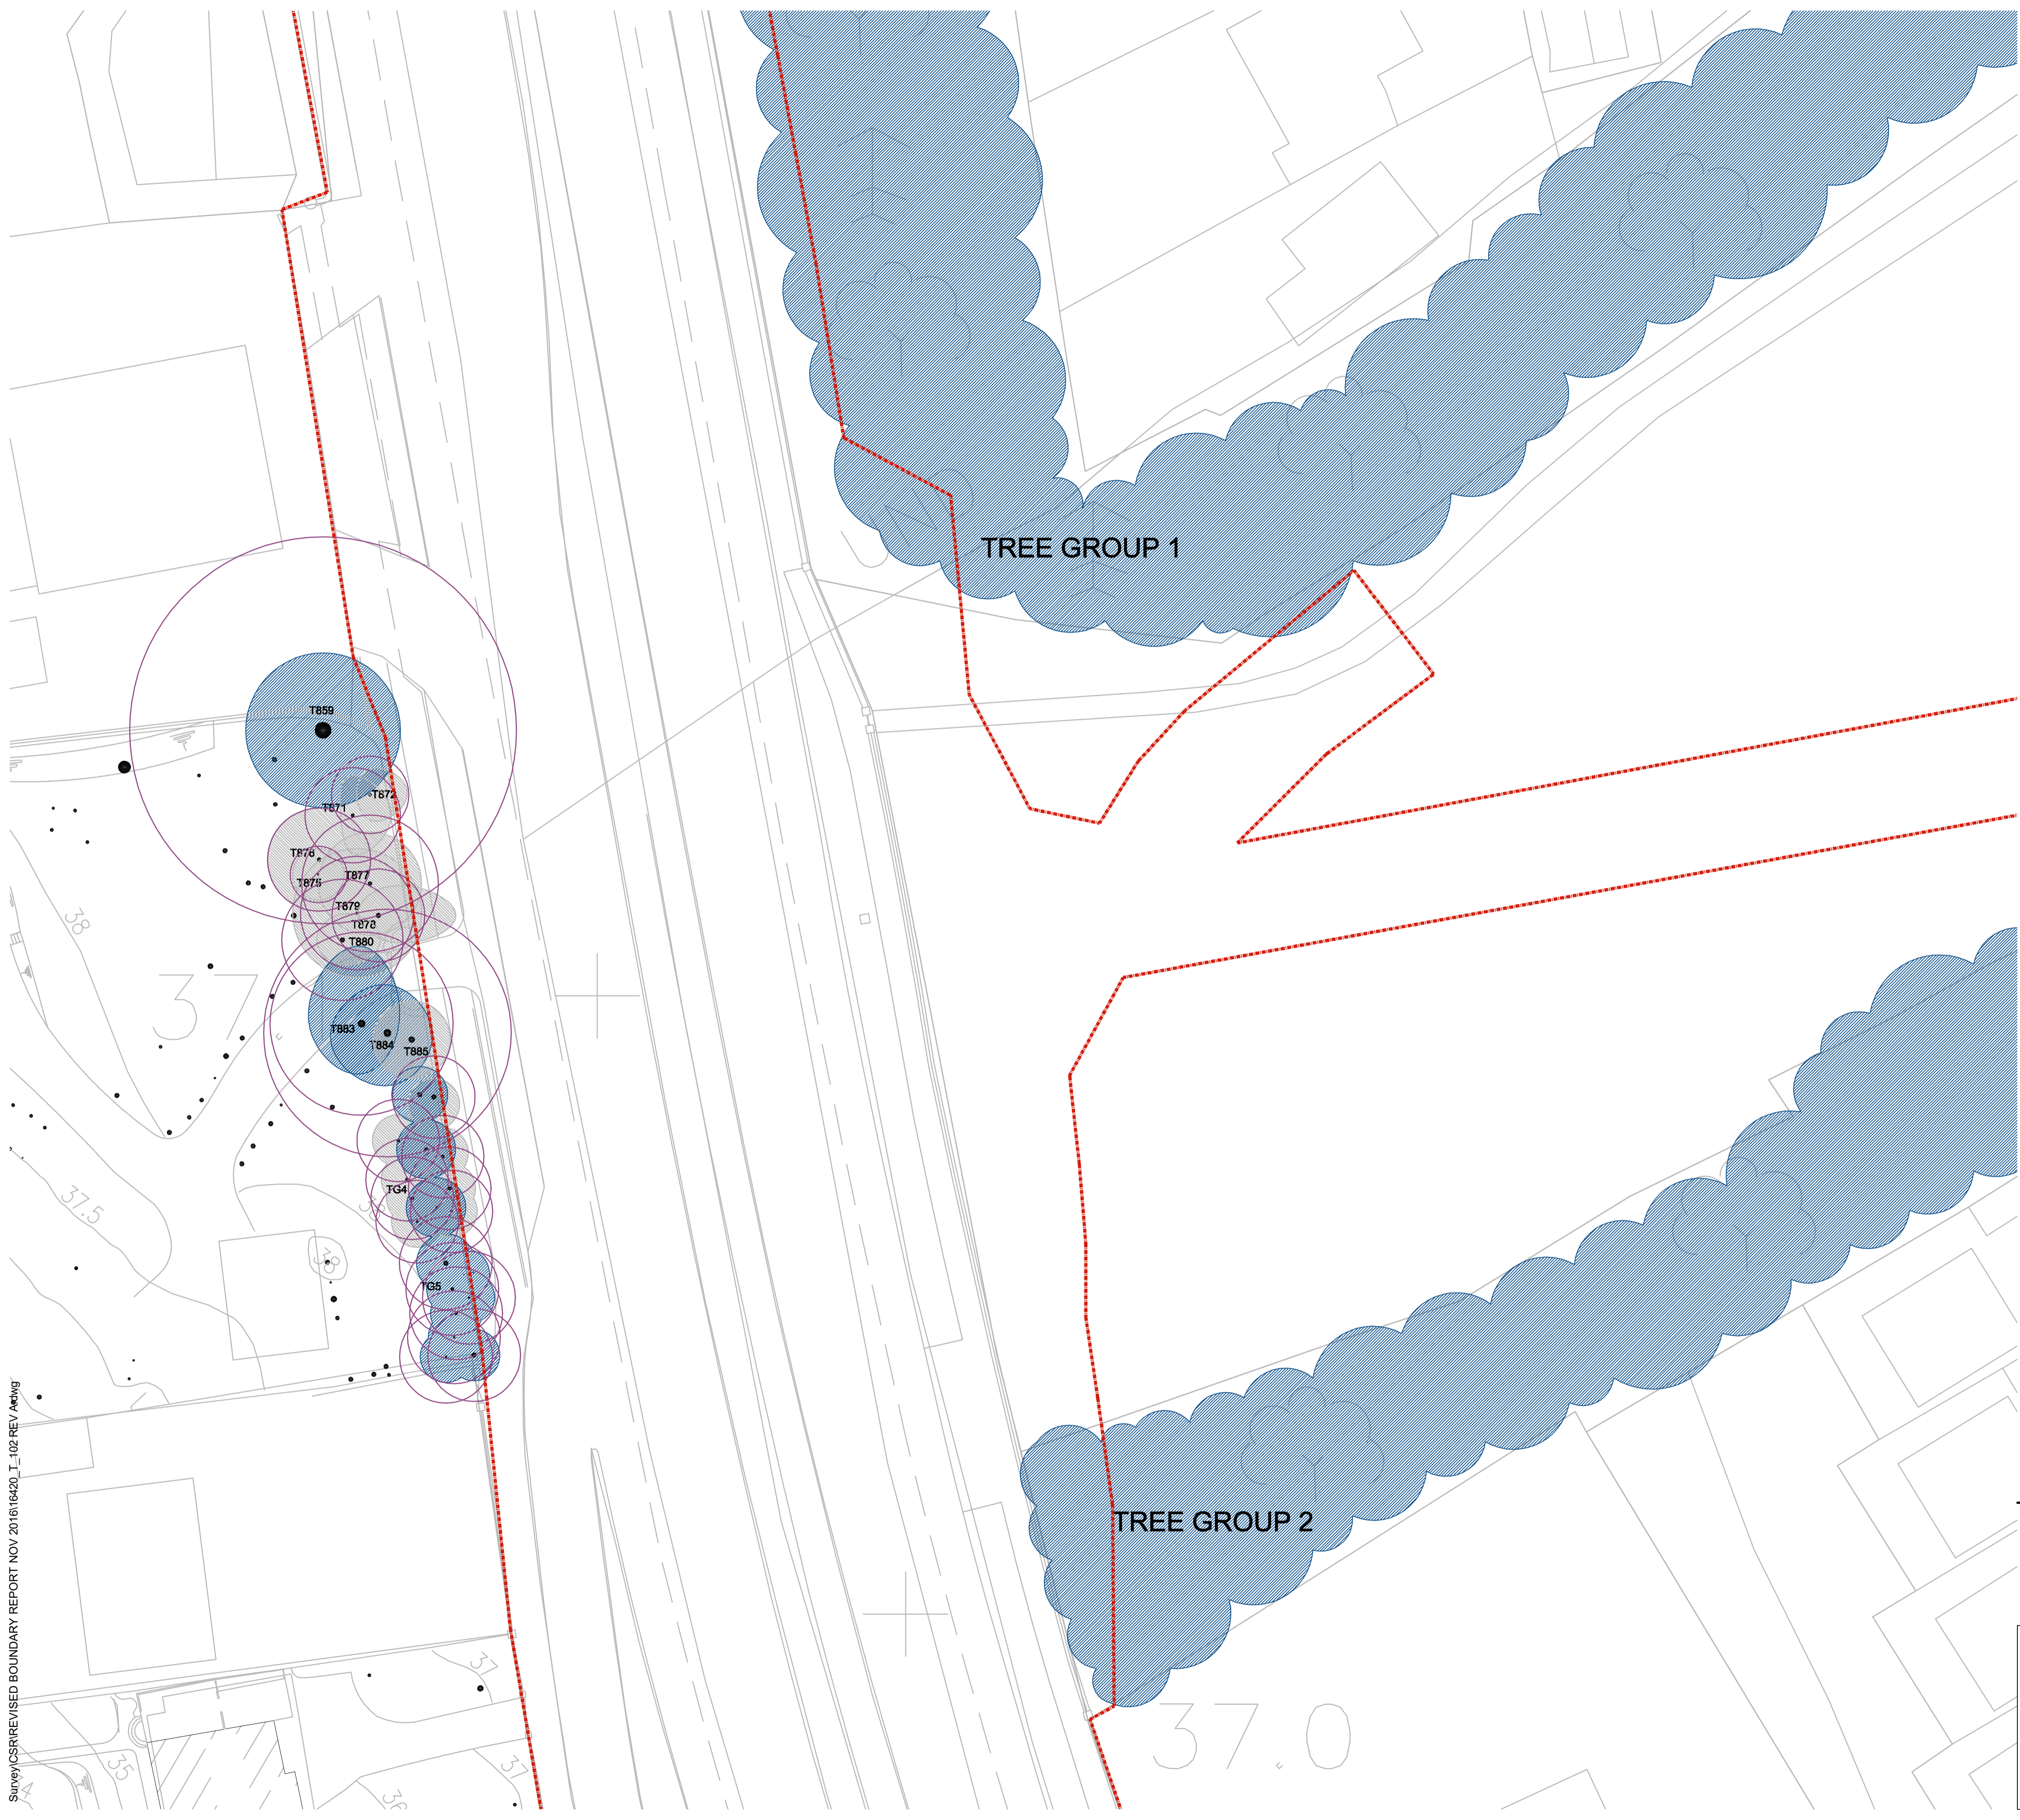 TREE GROUP 1
T859
T872
T871
T876
T875
T877
38
T879
T878
T880
37
T883
T884
T885
TG4
37.5
38
38
TG5
TREE GROUP 2
37
37.0
37
35
36
Survey\CSR\REVISED BOUNDARY REPORT NOV 2016\16420_T_102 REV A.dwg